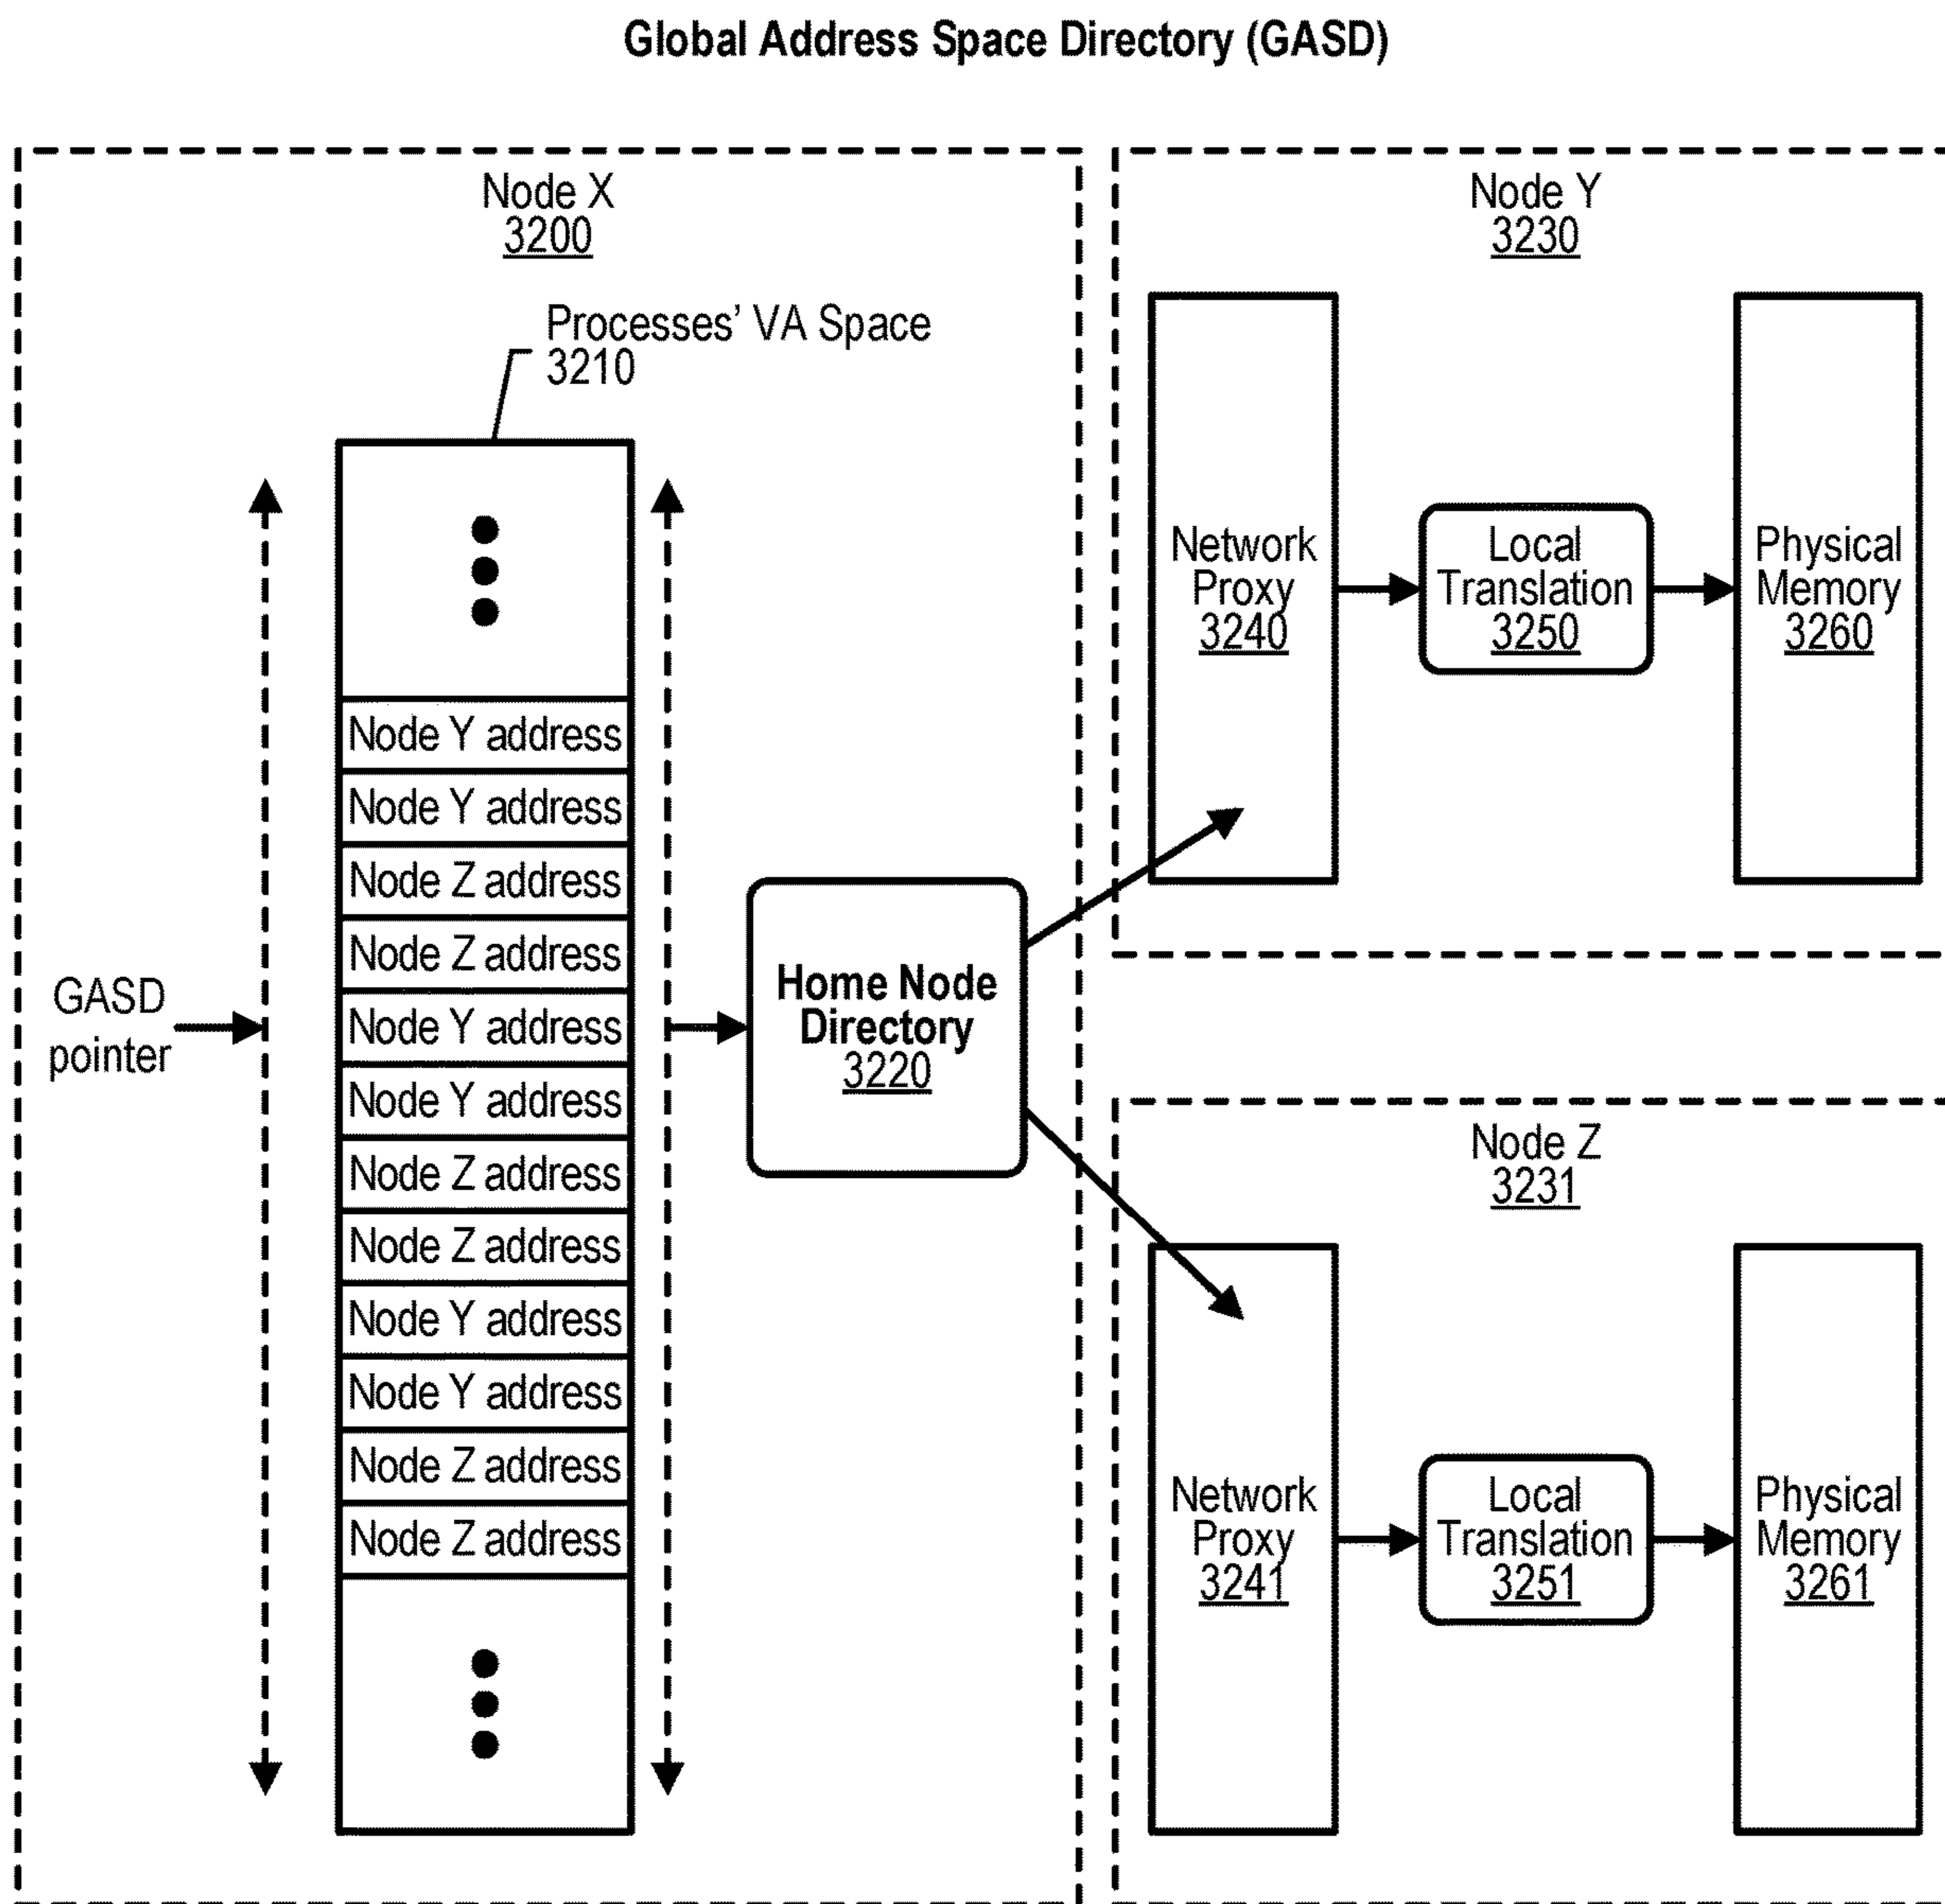 Global Address Space Directory (GASD)
Node X
3200
Processes' VA Space
3210
GASD
pointer
Node Y address
Node Y address
Node Z address
Node Z address
Node Y address
Node Y address
Node Z address
Node Z address
Node Y address
Node Y address
Node Z address
Node Z address
Home Node
Directory
3220
Node Y
3230
Network
Proxy
3240
Local
Translation
3250
Physical
Memory
3260
Node Z
3231
Network
Proxy
3241
Local
Translation
3251
Physical
Memory
3261